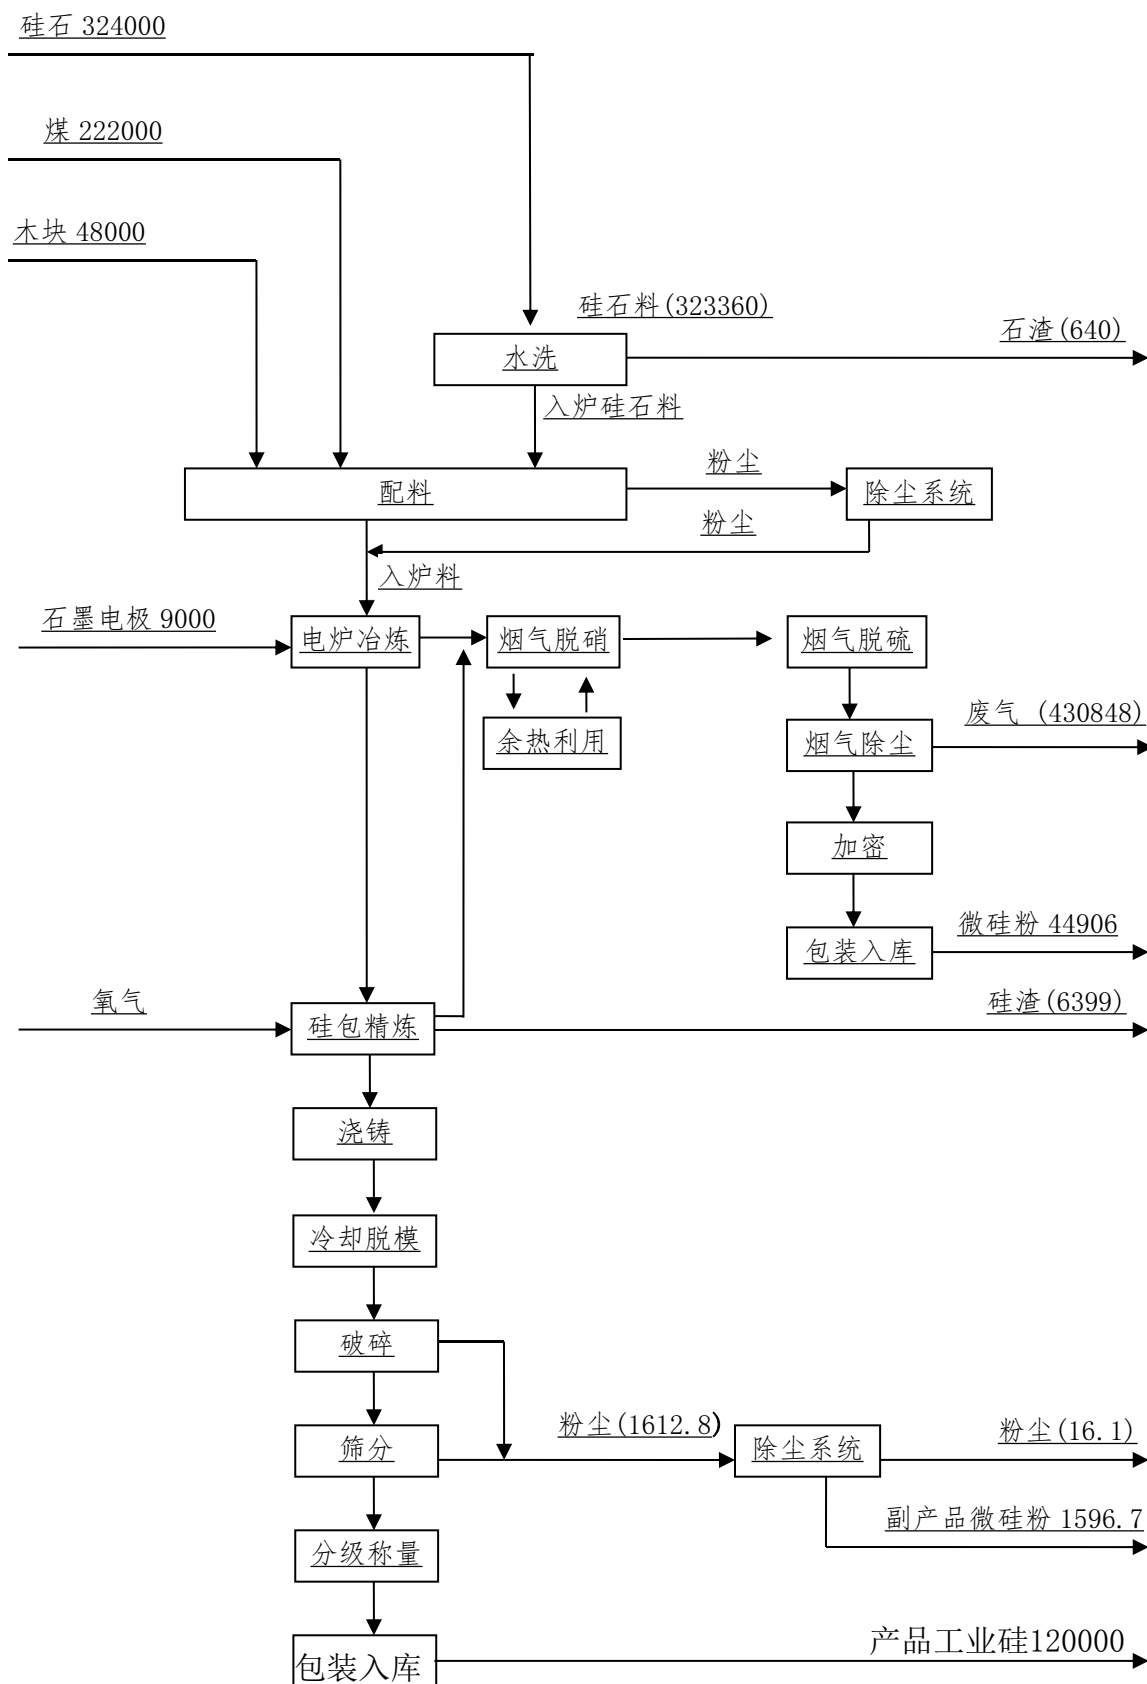 硅石 324000
煤 222000
木块 48000
硅石料(323360)
石渣(640)
水洗
入炉硅石料
粉尘
配料
除尘系统
粉尘
入炉料
石墨电极 9000
电炉冶炼
烟气脱硝
烟气脱硫
废气 (430848)
余热利用
烟气除尘
加密
微硅粉 44906
包装入库
氧气
硅渣(6399)
硅包精炼
浇铸
冷却脱模
破碎
粉尘(1612.8)
粉尘(16.1)
筛分
除尘系统
副产品微硅粉 1596.7
分级称量
产品工业硅120000
包装入库